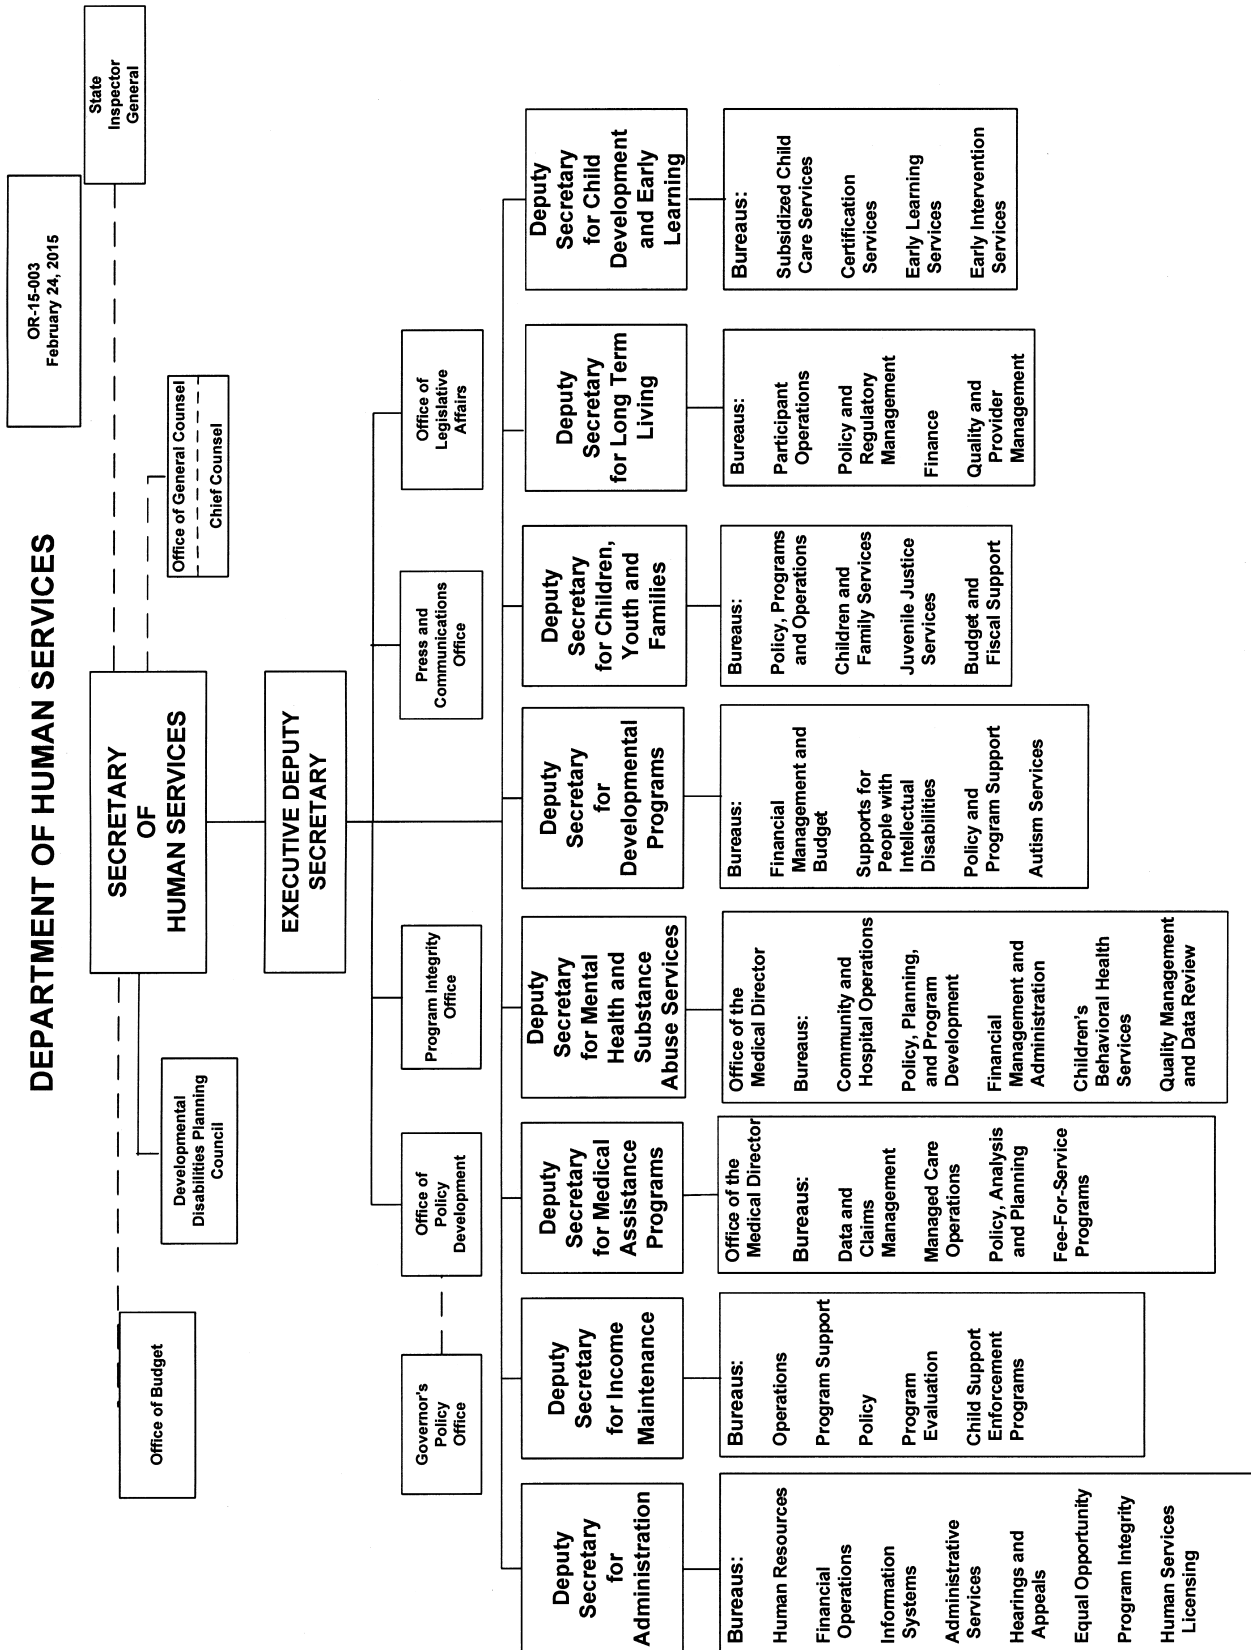 DEPARTMENT OF HUMAN SERVICES
OR-15-003
February 24, 2015
State
Inspector
General
SECRETARY
OF
HUMAN SERVICES
Office of General Counsel
Chief Counsel
Office of Budget
Developmental
Disabilities Planning
Council
EXECUTIVE DEPUTY
SECRETARY
Governor's
Policy
Office
Office of
Policy
Development
Program Integrity
Office
Press and
Communications
Office
Office of
Legislative
Affairs
Deputy
Secretary
for
Administration
Bureaus:
Human Resources
Financial
Operations
Information
Systems
Administrative
Services
Hearings and
Appeals
Equal Opportunity
Program Integrity
Human Services
Licensing
Deputy
Secretary
for Income
Maintenance
Bureaus:
Operations
Program Support
Policy
Program
Evaluation
Child Support
Enforcement
Programs
Deputy
Secretary
for Medical
Assistance
Programs
Office of the
Medical Director
Bureaus:
Data and
Claims
Management
Managed Care
Operations
Policy, Analysis
and Planning
Fee-For-Service
Programs
Deputy
Secretary
for Mental
Health and
Substance
Abuse Services
Office of the
Medical Director
Bureaus:
Community and
Hospital Operations
Policy, Planning,
and Program
Development
Financial
Management and
Administration
Children's
Behavioral Health
Services
Quality Management
and Data Review
Deputy
Secretary
for
Developmental
Programs
Bureaus:
Financial
Management and
Budget
Supports for
People with
Intellectual
Disabilities
Policy and
Program Support
Autism Services
Deputy
Secretary
for Children,
Youth and
Families
Bureaus:
Policy, Programs
and Operations
Children and
Family Services
Juvenile Justice
Services
Budget and
Fiscal Support
Deputy
Secretary
for Long Term
Living
Bureaus:
Participant
Operations
Policy and
Regulatory
Management
Finance
Quality and
Provider
Management
Deputy
Secretary
for Child
Development
and Early
Learning
Bureaus:
Subsidized Child
Care Services
Certification
Services
Early Learning
Services
Early Intervention
Services